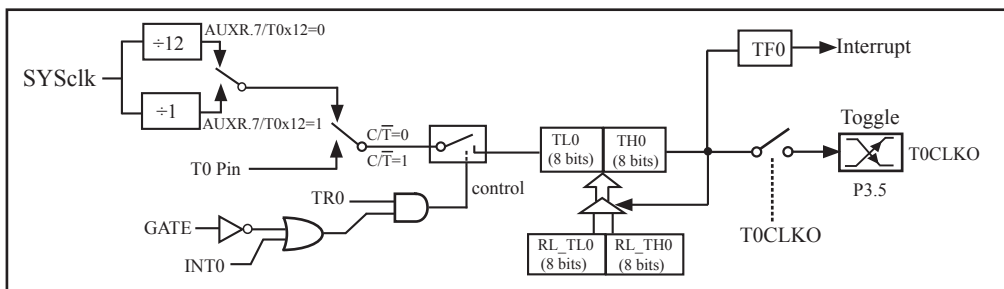 AUXR.7/T0x12=0
÷12
SYSclk
÷1
AUXR.7/T0x12=1
T0 Pin
C/T̅=0
C/T̅=1
control
TR0
GATE
INT0
TL0
(8 bits)
TH0
(8 bits)
RL_TL0
(8 bits)
RL_TH0
(8 bits)
TF0
Interrupt
Toggle
T0CLKO
P3.5
T0CLKO